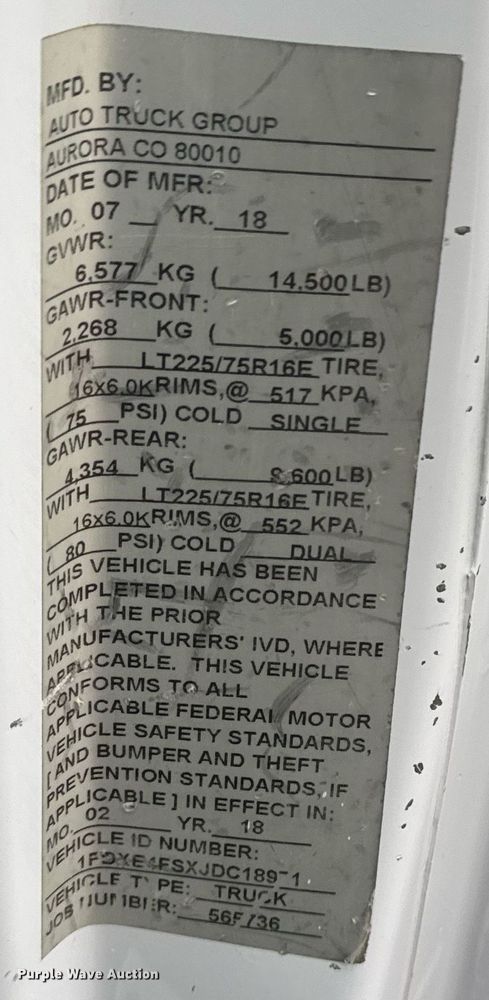 MFD. BY:
AUTO TRUCK GROUP
AURORA CO 80010
DATE OF MFR:
MO. 07 YR. 18
GVWR:
6,577 KG ( 14,500 LB)
GAWR-FRONT:
2,268 KG ( 5,000 LB)
WITH LT225/75R16E TIRE,
16x6.0K RIMS,@ 517 KPA,
( 75 PSI) COLD SINGLE
GAWR-REAR:
4,354 KG ( 9,600 LB)
WITH LT225/75R16E TIRE,
16x6.0K RIMS,@ 552 KPA,
( 80 PSI) COLD DUAL
THIS VEHICLE HAS BEEN
COMPLETED IN ACCORDANCE
WITH THE PRIOR
MANUFACTURERS' IVD, WHERE
APPLICABLE. THIS VEHICLE
CONFORMS TO ALL
APPLICABLE FEDERAL MOTOR
VEHICLE SAFETY STANDARDS,
[ AND BUMPER AND THEFT
PREVENTION STANDARDS, IF
APPLICABLE ] IN EFFECT IN:
MO. 02 YR. 18
VEHICLE ID NUMBER:
VEHICLE TYPE: TRUCK
JOB NUMBER:
Purple Wave Auction